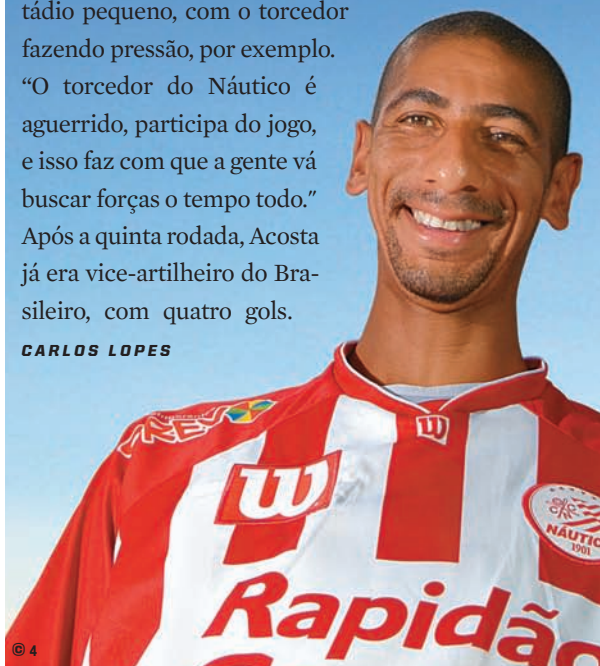 tádio pequeno, com o torcedor
fazendo pressão, por exemplo.
“O torcedor do Náutico é
aguerrido, participa do jogo,
e isso faz com que a gente vá
buscar forças o tempo todo.”
Após a quinta rodada, Acosta
já era vice-artilheiro do Bra-
sileiro, com quatro gols.
CARLOS LOPES
W
W
NÁUTIC
1901
Rapidão
© 4